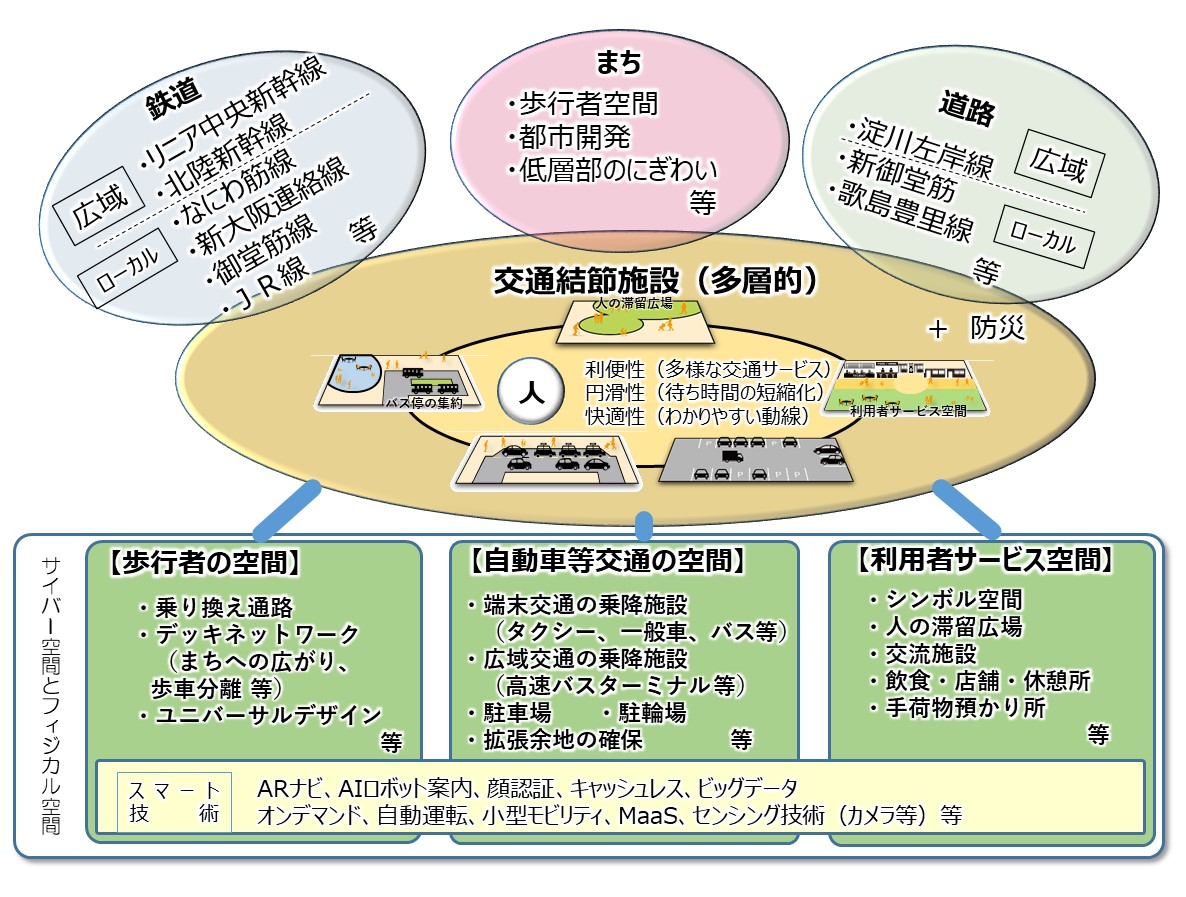 鉄道
広域
・リニア中央新幹線
・北陸新幹線
ローカル
・なにわ筋線
・新大阪連絡線
・御堂筋線
・ＪＲ線
等
まち
・歩行者空間
・都市開発
・低層部のにぎわい
等
道路
・淀川左岸線
広域
・新御堂筋
・歌島豊里線
ローカル
等
交通結節施設（多層的）
＋ 防災
人の滞留広場
人
利便性（多様な交通サービス）
円滑性（待ち時間の短縮化）
快適性（わかりやすい動線）
バス停の集約
利用者サービス空間
P
P P P
サイバー空間とフィジカル空間
【歩行者の空間】
・乗り換え通路
・デッキネットワーク
（まちへの広がり、
歩車分離 等）
・ユニバーサルデザイン
等
【自動車等交通の空間】
・端末交通の乗降施設
（タクシー、一般車、バス等）
・広域交通の乗降施設
（高速バスターミナル等）
・駐車場 ・駐輪場
・拡張余地の確保 等
【利用者サービス空間】
・シンボル空間
・人の滞留広場
・交流施設
・飲食・店舗・休憩所
・手荷物預かり所
等
スマート
技術
ARナビ、AIロボット案内、顔認証、キャッシュレス、ビッグデータ
オンデマンド、自動運転、小型モビリティ、MaaS、センシング技術（カメラ等）等